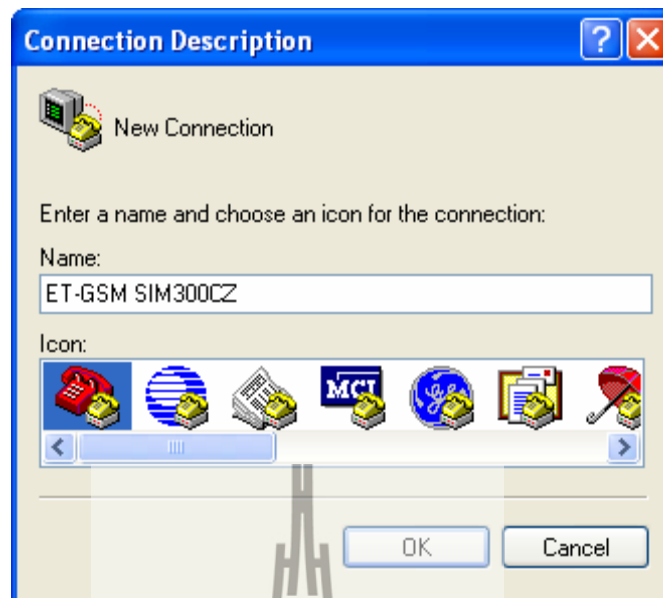 Connection Description
New Connection
Enter a name and choose an icon for the connection:
Name:
ET-GSM SIM300CZ
Icon:
MCI
OK Cancel